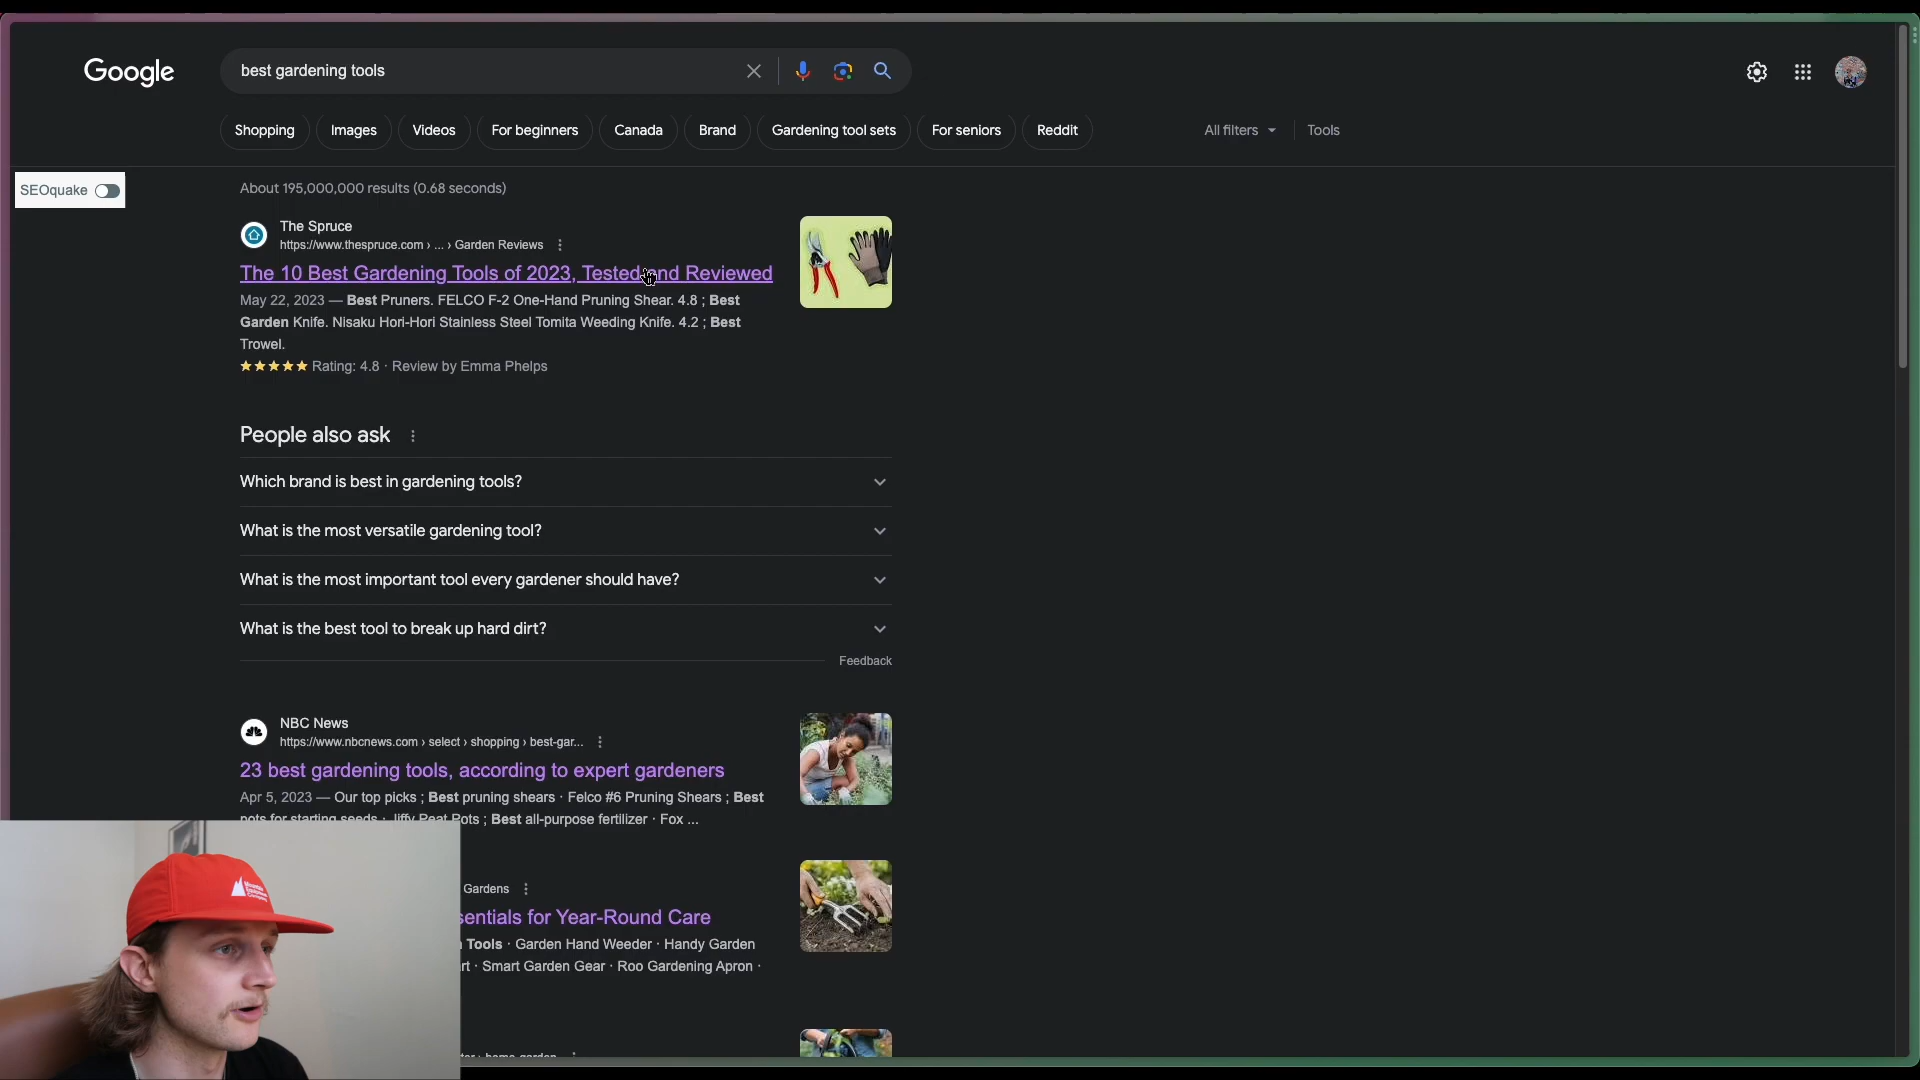 Google
best gardening tools
Shopping
Images
Videos
For beginners
Canada
Brand
Gardening tool sets
For seniors
Reddit
All filters
Tools
SEOquake
About 195,000,000 results (0.68 seconds)
The Spruce
https://www.thespruce.com › ... › Garden Reviews
The 10 Best Gardening Tools of 2023, Tested and Reviewed
May 22, 2023 — Best Pruners. FELCO F-2 One-Hand Pruning Shear. 4.8 ; Best
Garden Knife. Nisaku Hori-Hori Stainless Steel Tomita Weeding Knife. 4.2 ; Best
Trowel.
Rating: 4.8 · Review by Emma Phelps
People also ask
Which brand is best in gardening tools?
What is the most versatile gardening tool?
What is the most important tool every gardener should have?
What is the best tool to break up hard dirt?
Feedback
NBC News
https://www.nbcnews.com › select › shopping › best-gar...
23 best gardening tools, according to expert gardeners
Apr 5, 2023 — Our top picks ; Best pruning shears · Felco #6 Pruning Shears ; Best
pots for starting seeds · Jiffy Peat Pots ; Best all-purpose fertilizer · Fox ...
Gardens
sentials for Year-Round Care
Tools · Garden Hand Weeder · Handy Garden
rt · Smart Garden Gear · Roo Gardening Apron ·